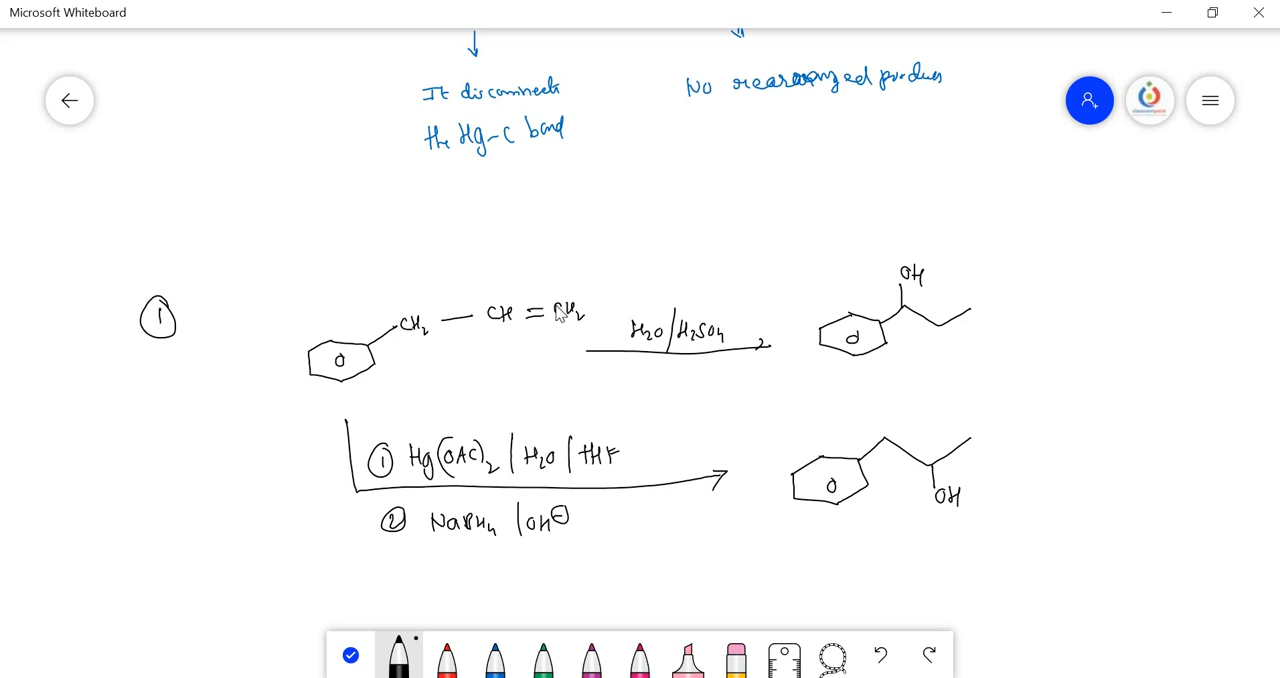 Microsoft Whiteboard
It disconnects
the Hg-C bond
No rearranged products
① CH2 — CH = CH2 H2O/H2SO4 OH
① Hg(OAC)2 | H2O | THF
② NaBH4 | OH⊖ OH